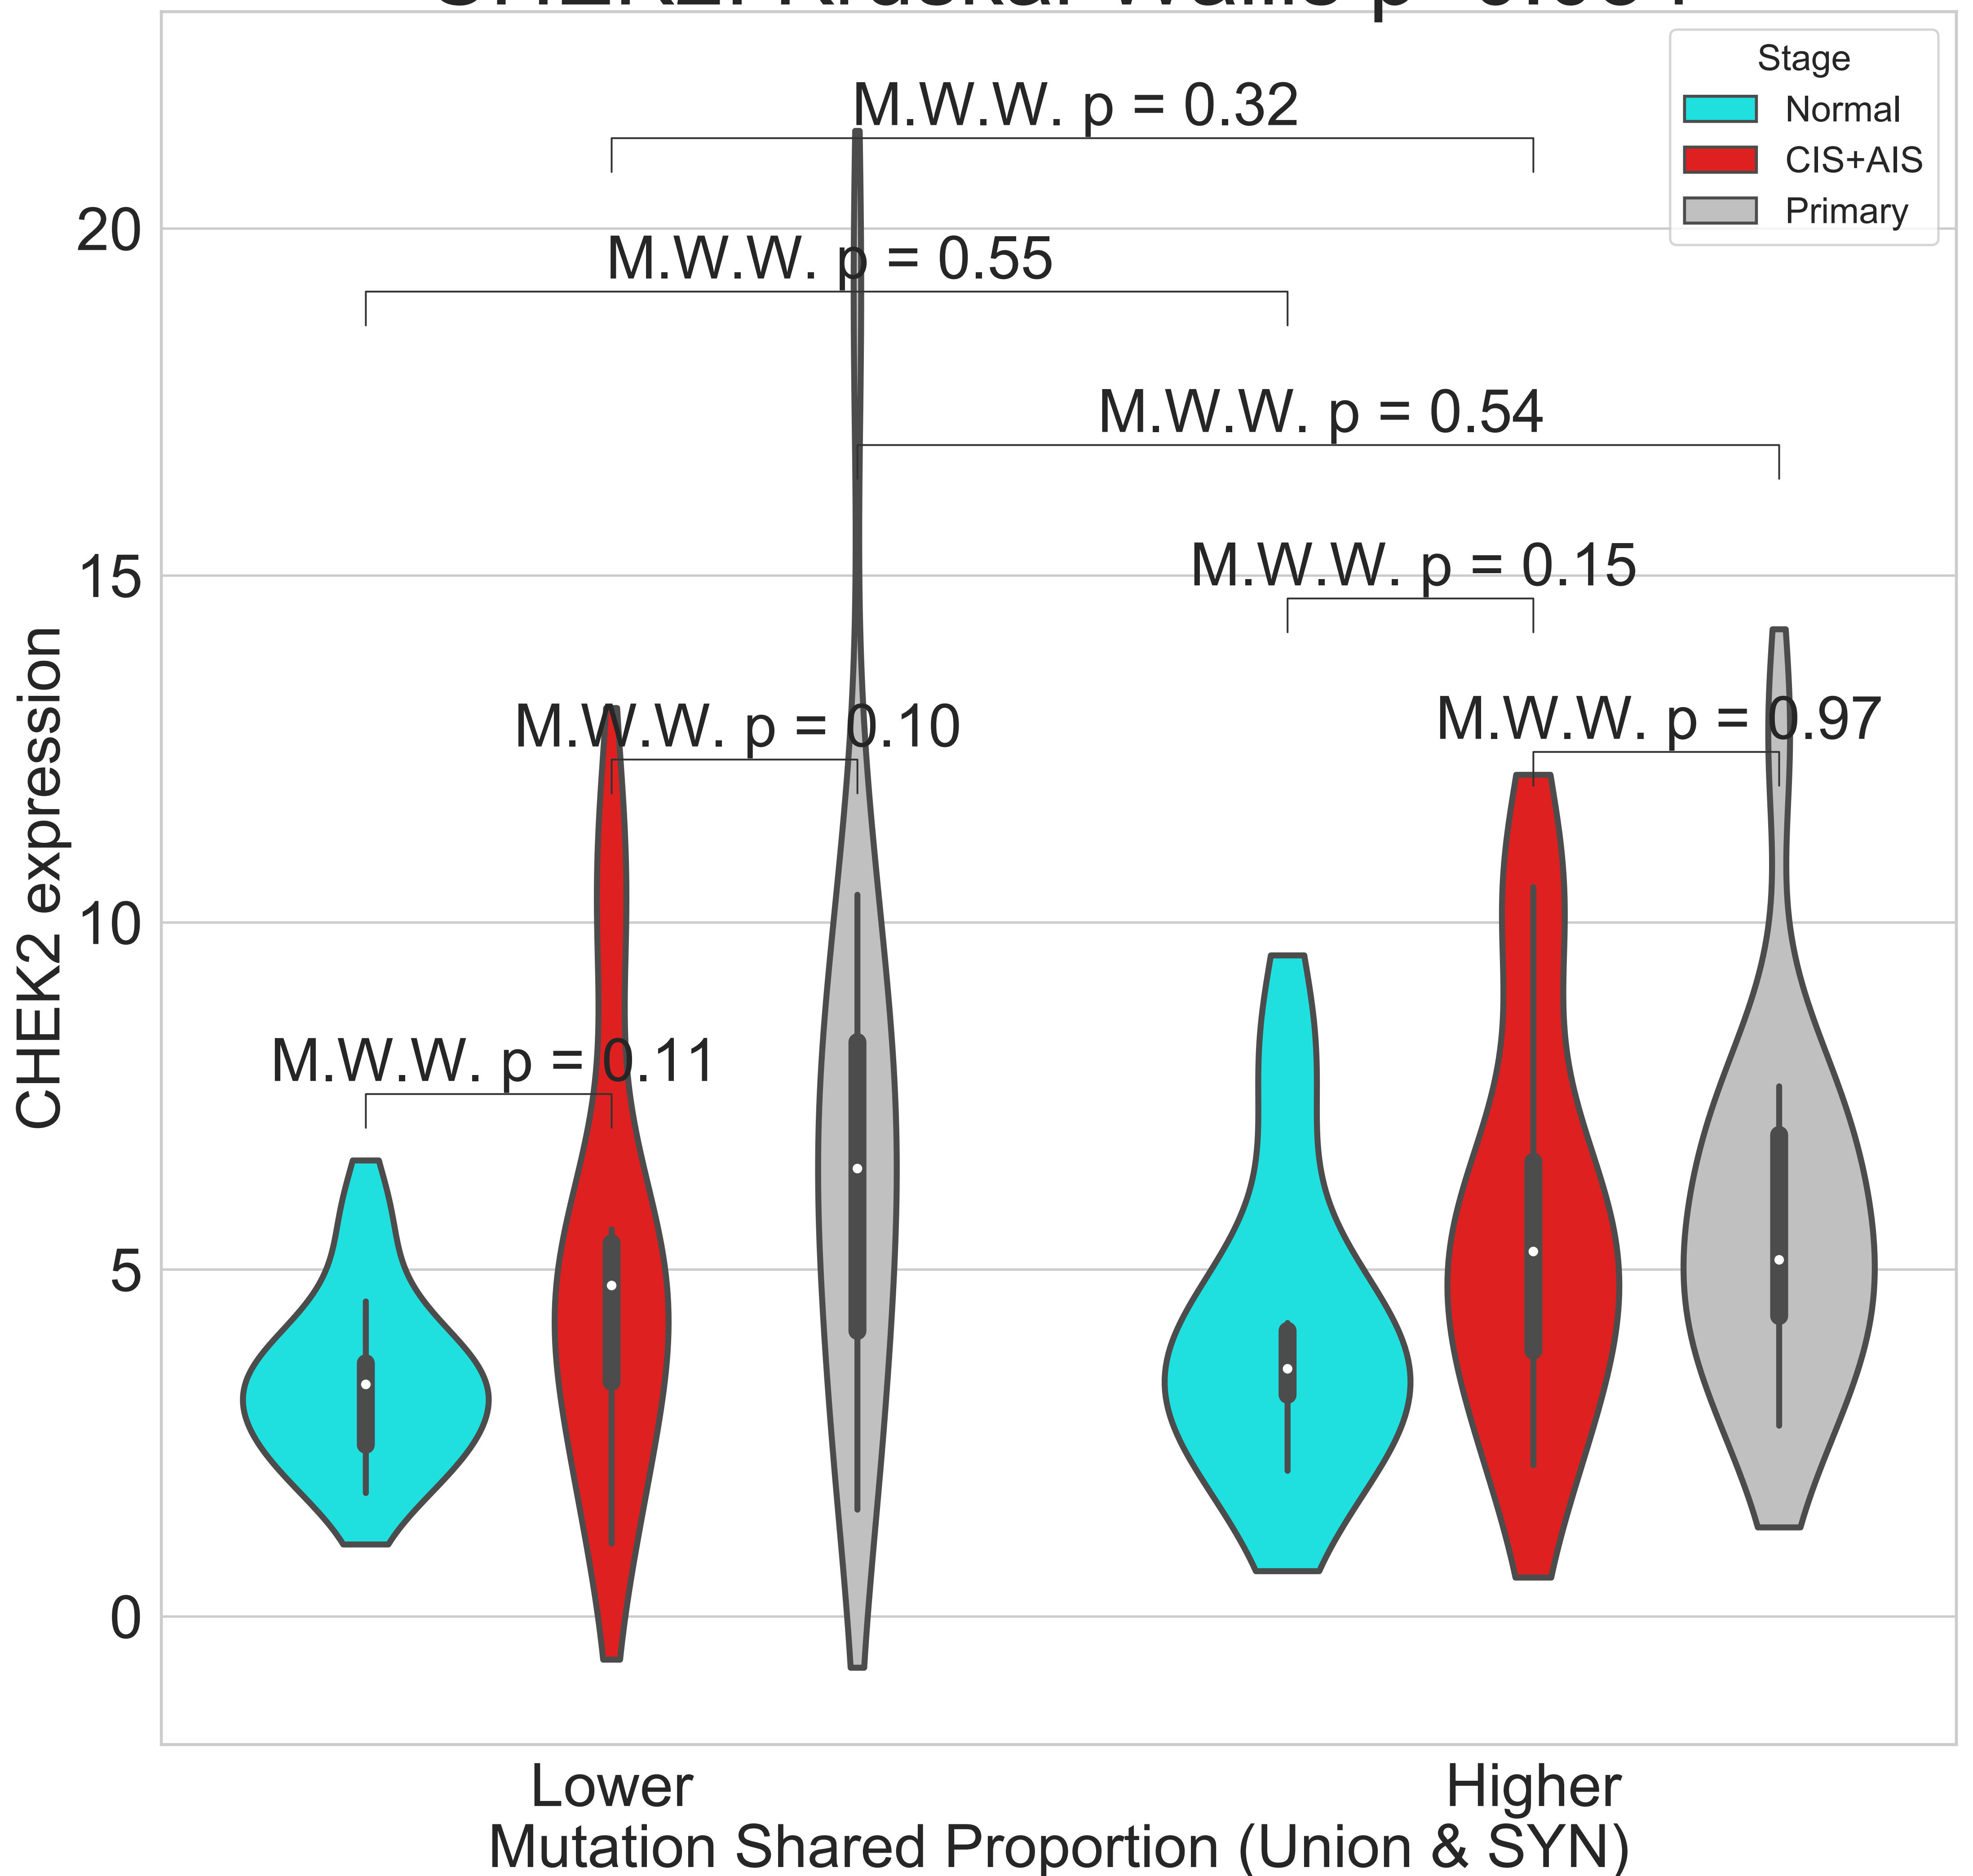 Stage
Normal
CIS+AIS
Primary
M.W.W. p = 0.32
M.W.W. p = 0.55
M.W.W. p = 0.54
M.W.W. p = 0.15
M.W.W. p = 0.10
M.W.W. p = 0.97
M.W.W. p = 0.11
CHEK2 expression
20
15
10
5
0
Lower
Higher
Mutation Shared Proportion (Union & SYN)